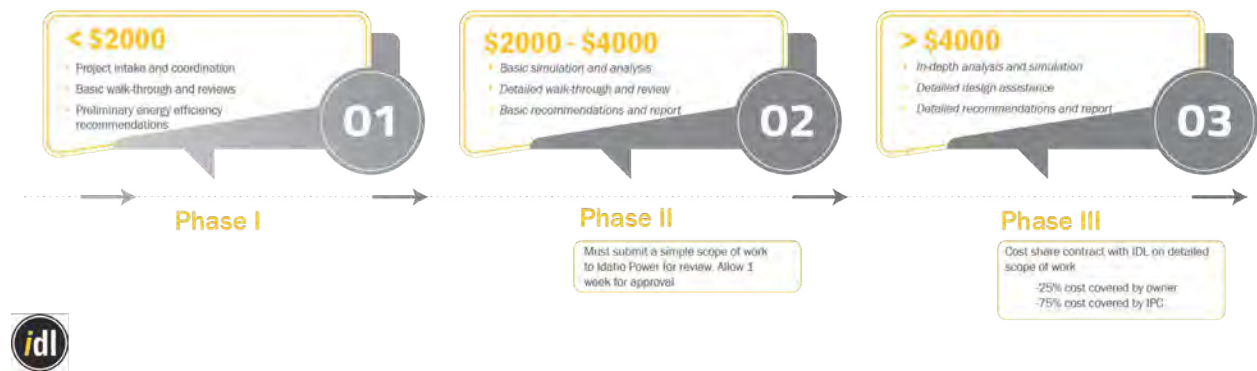 < $2000
Project intake and coordination
Basic walk-through and reviews
Preliminary energy efficiency
recommendations
01
$2000 - $4000
Basic simulation and analysis
Detailed walk-through and review
Basic recommendations and report
02
> $4000
In-depth analysis and simulation
Detailed design assistance
Detailed recommendations and report
03
Phase I
Phase II
Must submit a simple scope of work
to Idaho Power for review. Allow 1
week for approval
Phase III
Cost share contract with IDL on detailed
scope of work
-25% cost covered by owner
-75% cost covered by IPC
idl